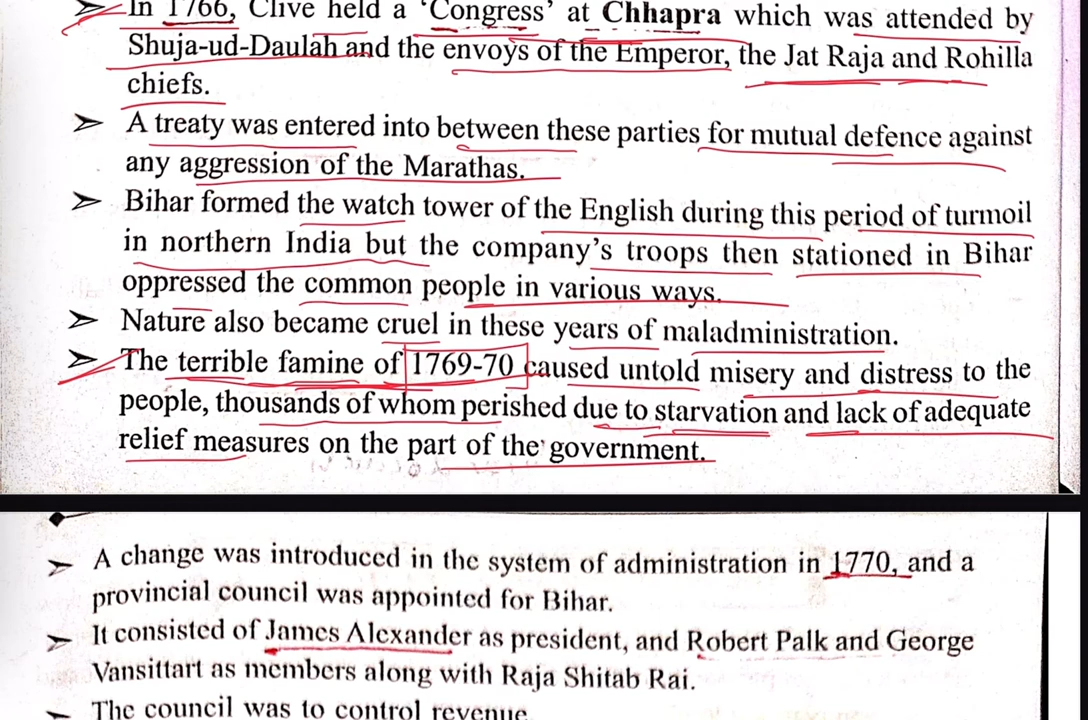 In 1766, Clive held a ‘Congress’ at Chhapra which was attended by
Shuja-ud-Daulah and the envoys of the Emperor, the Jat Raja and Rohilla
chiefs.
➢ A treaty was entered into between these parties for mutual defence against
any aggression of the Marathas.
➢ Bihar formed the watch tower of the English during this period of turmoil
in northern India but the company’s troops then stationed in Bihar
oppressed the common people in various ways.
➢ Nature also became cruel in these years of maladministration.
➢ The terrible famine of 1769-70 caused untold misery and distress to the
people, thousands of whom perished due to starvation and lack of adequate
relief measures on the part of the government.
➢ A change was introduced in the system of administration in 1770, and a
provincial council was appointed for Bihar.
➢ It consisted of James Alexander as president, and Robert Palk and George
Vansittart as members along with Raja Shitab Rai.
The council was to control revenue